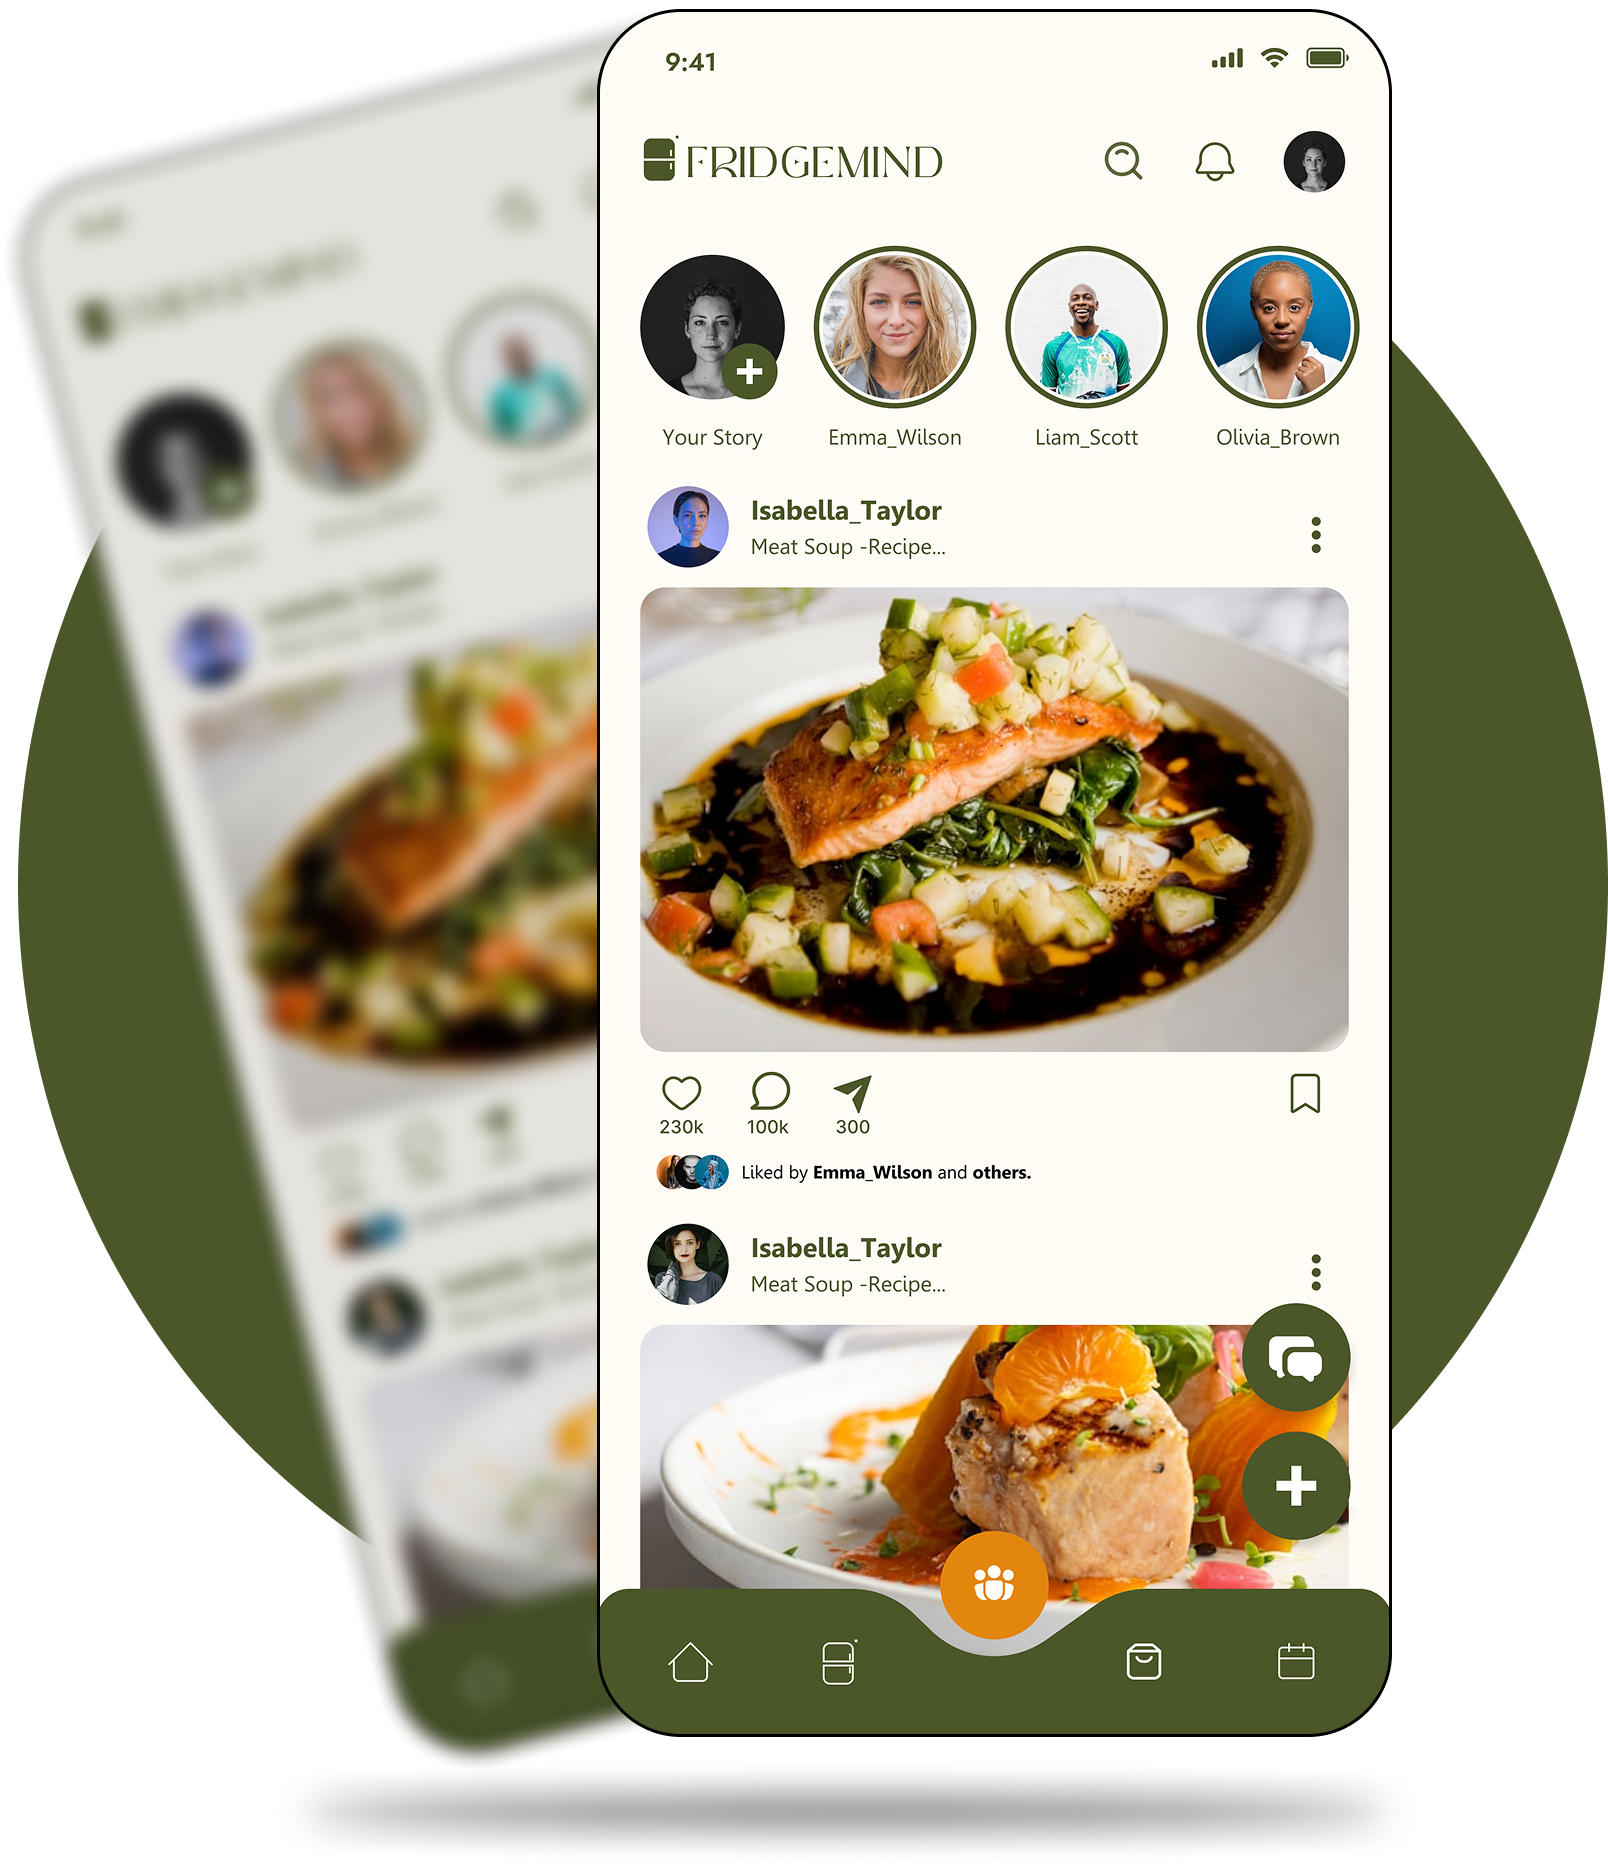 9:41
FRIDGEMIND
Your Story
Emma_Wilson
Liam_Scott
Olivia_Brown
Isabella_Taylor
Meat Soup -Recipe...
230k
100k
300
Liked by Emma_Wilson and others.
Isabella_Taylor
Meat Soup -Recipe...